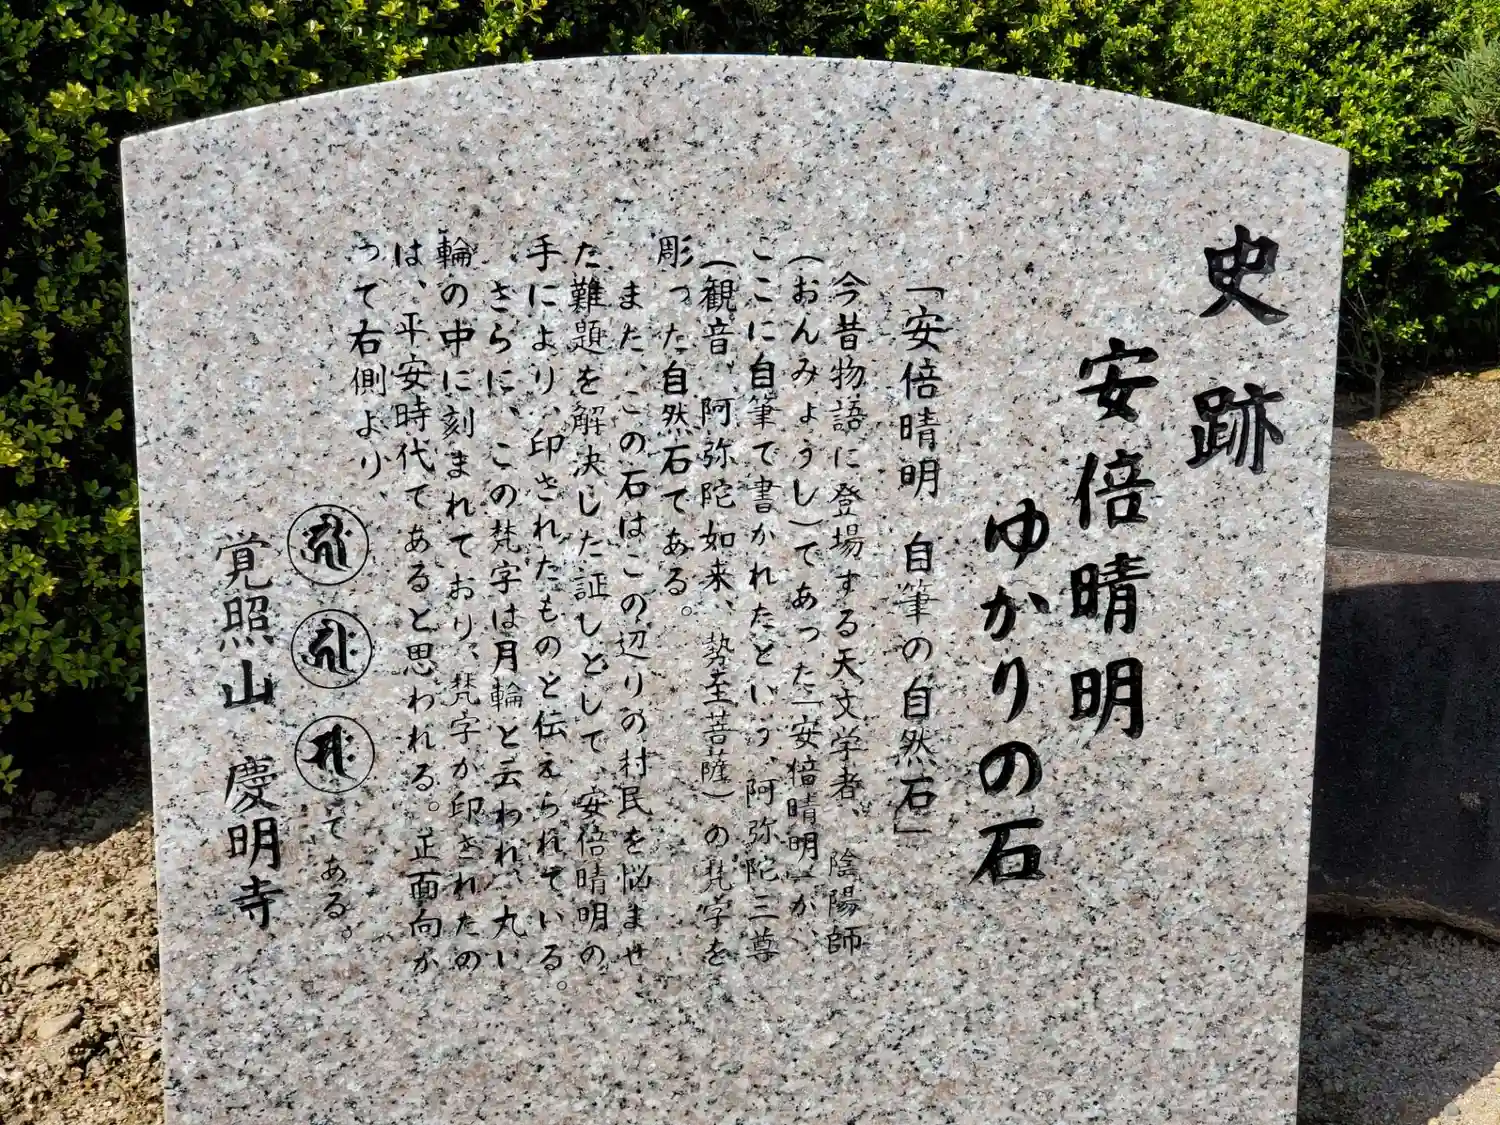 史跡
安倍晴明
ゆかりの石
「安倍晴明 自筆の自然石」
今昔物語に登場する天文学者、陰陽師
(おんみょうし)であった「安倍晴明」が、
ここに自筆で書かれたという、阿弥陀三尊
(観音、阿弥陀如来、勢至菩薩)の梵字を
彫った自然石である。
また、この石はこの辺りの村民を悩ませ
た難題を解決した証しとして、安倍晴明の
手により、印されたものと伝えられている。
さらに、この梵字は月輪と云われ、丸い
輪の中に刻まれており、梵字が印されたの
は、平安時代であると思われる。正面向か
って右側より、
である。
覚照山 慶明寺